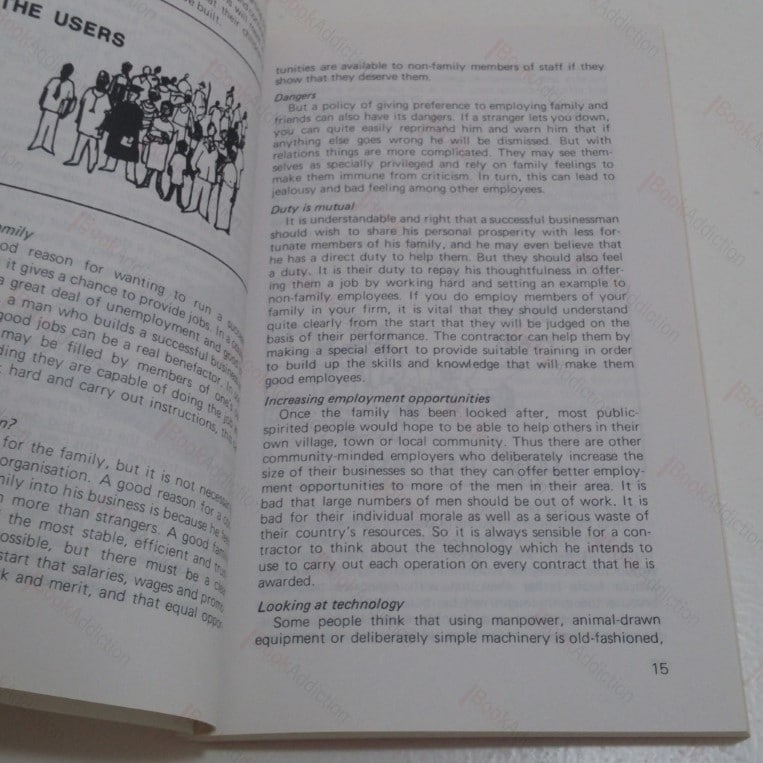 be built.
THE USERS
family
good reason for wanting to run a
it gives a chance to provide jobs. In a
a great deal of unemployment and
a man who builds a successful business
good jobs can be a real benefactor.
may be filled by members of one's
ding they are capable of doing the job
hard and carry out instructions,
n?
for the family, but it is not
organisation. A good reason for a
mily into his business is because he
more than strangers. A good
the most stable, efficient and
ossible, but there must be a
start that salaries, wages and
k and merit, and that equal
tunities are available to non-family members of staff if they
show that they deserve them.
Dangers
But a policy of giving preference to employing family and
friends can also have its dangers. If a stranger lets you down,
you can quite easily reprimand him and warn him that if
anything else goes wrong he will be dismissed. But with
relations things are more complicated. They may see them-
selves as specially privileged and rely on family feelings to
make them immune from criticism. In turn, this can lead to
jealousy and bad feeling among other employees.
Duty is mutual
It is understandable and right that a successful businessman
should wish to share his personal prosperity with less for-
tunate members of his family, and he may even believe that
he has a direct duty to help them. But they should also feel
a duty. It is their duty to repay his thoughtfulness in offer-
ing them a job by working hard and setting an example to
non-family employees. If you do employ members of your
family in your firm, it is vital that they should understand
quite clearly from the start that they will be judged on the
basis of their performance. The contractor can help them by
making a special effort to provide suitable training in order
to build up the skills and knowledge that will make them
good employees.
Increasing employment opportunities
Once the family has been looked after, most public-
spirited people would hope to be able to help others in their
own village, town or local community. Thus there are other
community-minded employers who deliberately increase the
size of their businesses so that they can offer better employ-
ment opportunities to more of the men in their area. It is
bad that large numbers of men should be out of work. It is
bad for their individual morale as well as a serious waste of
their country's resources. So it is always sensible for a con-
tractor to think about the technology which he intends to
use to carry out each operation on every contract that he is
awarded.
Looking at technology
Some people think that using manpower, animal-drawn
equipment or deliberately simple machinery is old-fashioned,
15
BookAddiction